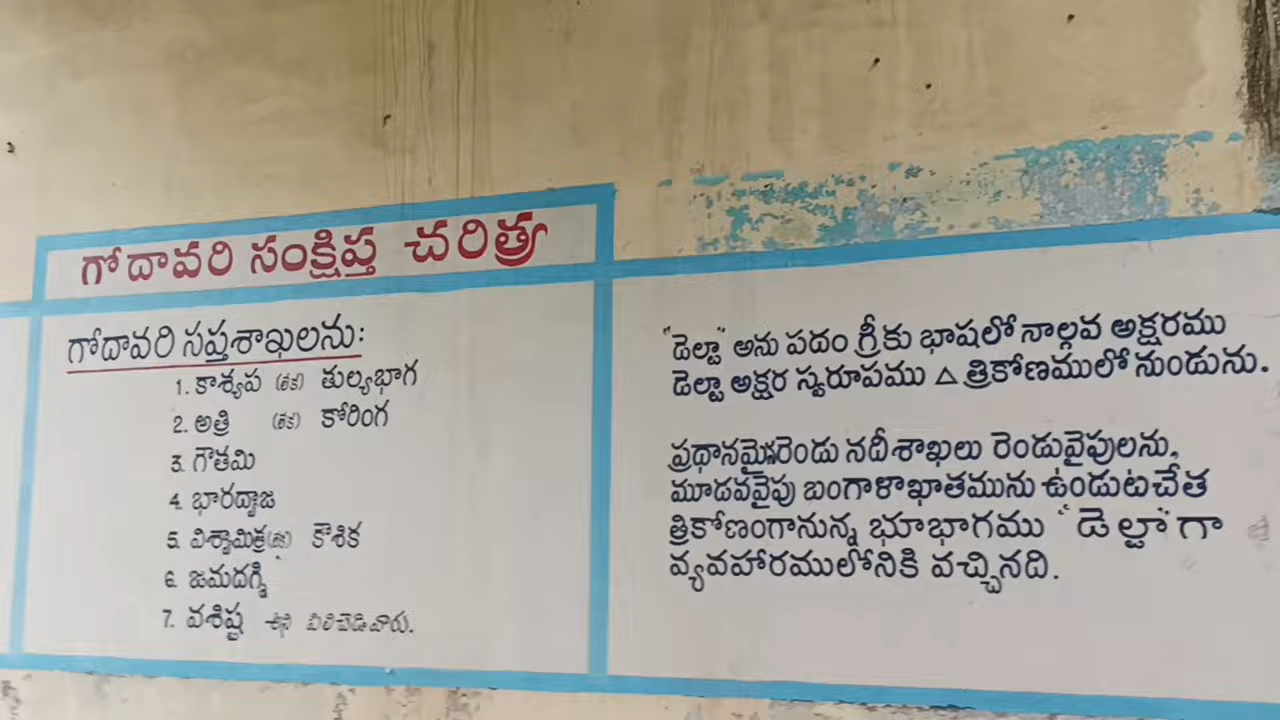 గోదావరి సంక్షిప్త చరిత్ర
గోదావరి సప్తశాఖలను:
1. కాశ్యప (లేక) తుల్యభాగ
2. అత్రి (లేక) కోరింగ
3. గౌతమి
4. భారద్వాజ
5. విశ్వామిత్ర (లేక) కౌశిక
6. జమదగ్ని
7. వశిష్ట అని పిలిచెడివారు.
"డెల్టా" అను పదం గ్రీకు భాషలో నాల్గవ అక్షరము
డెల్టా అక్షర స్వరూపము △ త్రికోణములో నుండును.
ప్రధానమైన రెండు నదీశాఖలు రెండువైపులను,
మూడవవైపు బంగాళాఖాతమును ఉండుటచేత
త్రికోణంగానున్న భూభాగము "డెల్టా" గా
వ్యవహారములోనికి వచ్చినది.